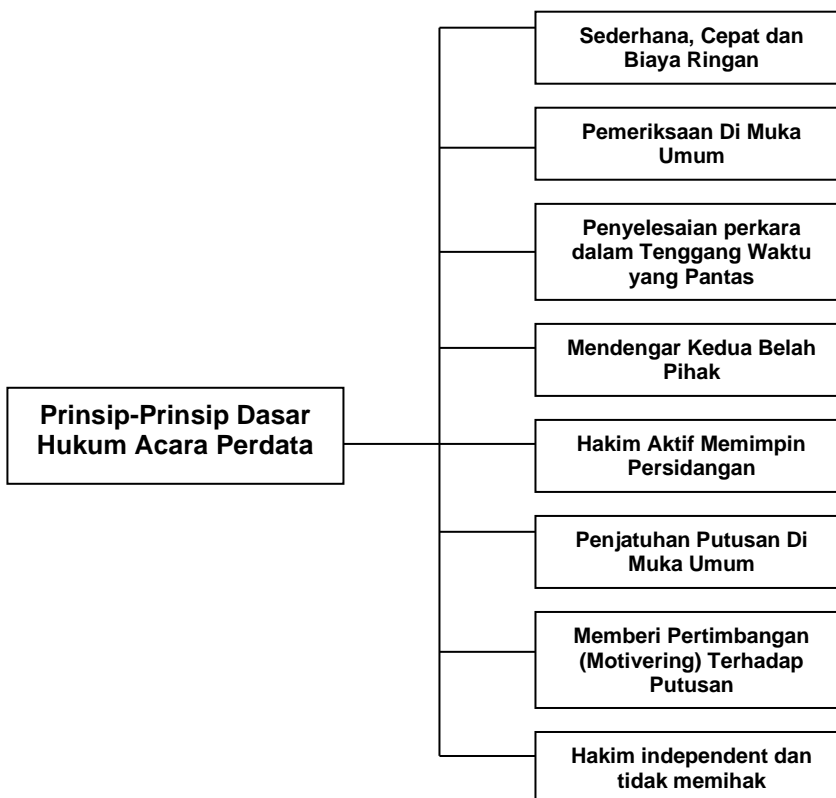 Sederhana, Cepat dan
Biaya Ringan
Pemeriksaan Di Muka
Umum
Penyelesaian perkara
dalam Tenggang Waktu
yang Pantas
Mendengar Kedua Belah
Pihak
Prinsip-Prinsip Dasar
Hukum Acara Perdata
Hakim Aktif Memimpin
Persidangan
Penjatuhan Putusan Di
Muka Umum
Memberi Pertimbangan
(Motivering) Terhadap
Putusan
Hakim independent dan
tidak memihak